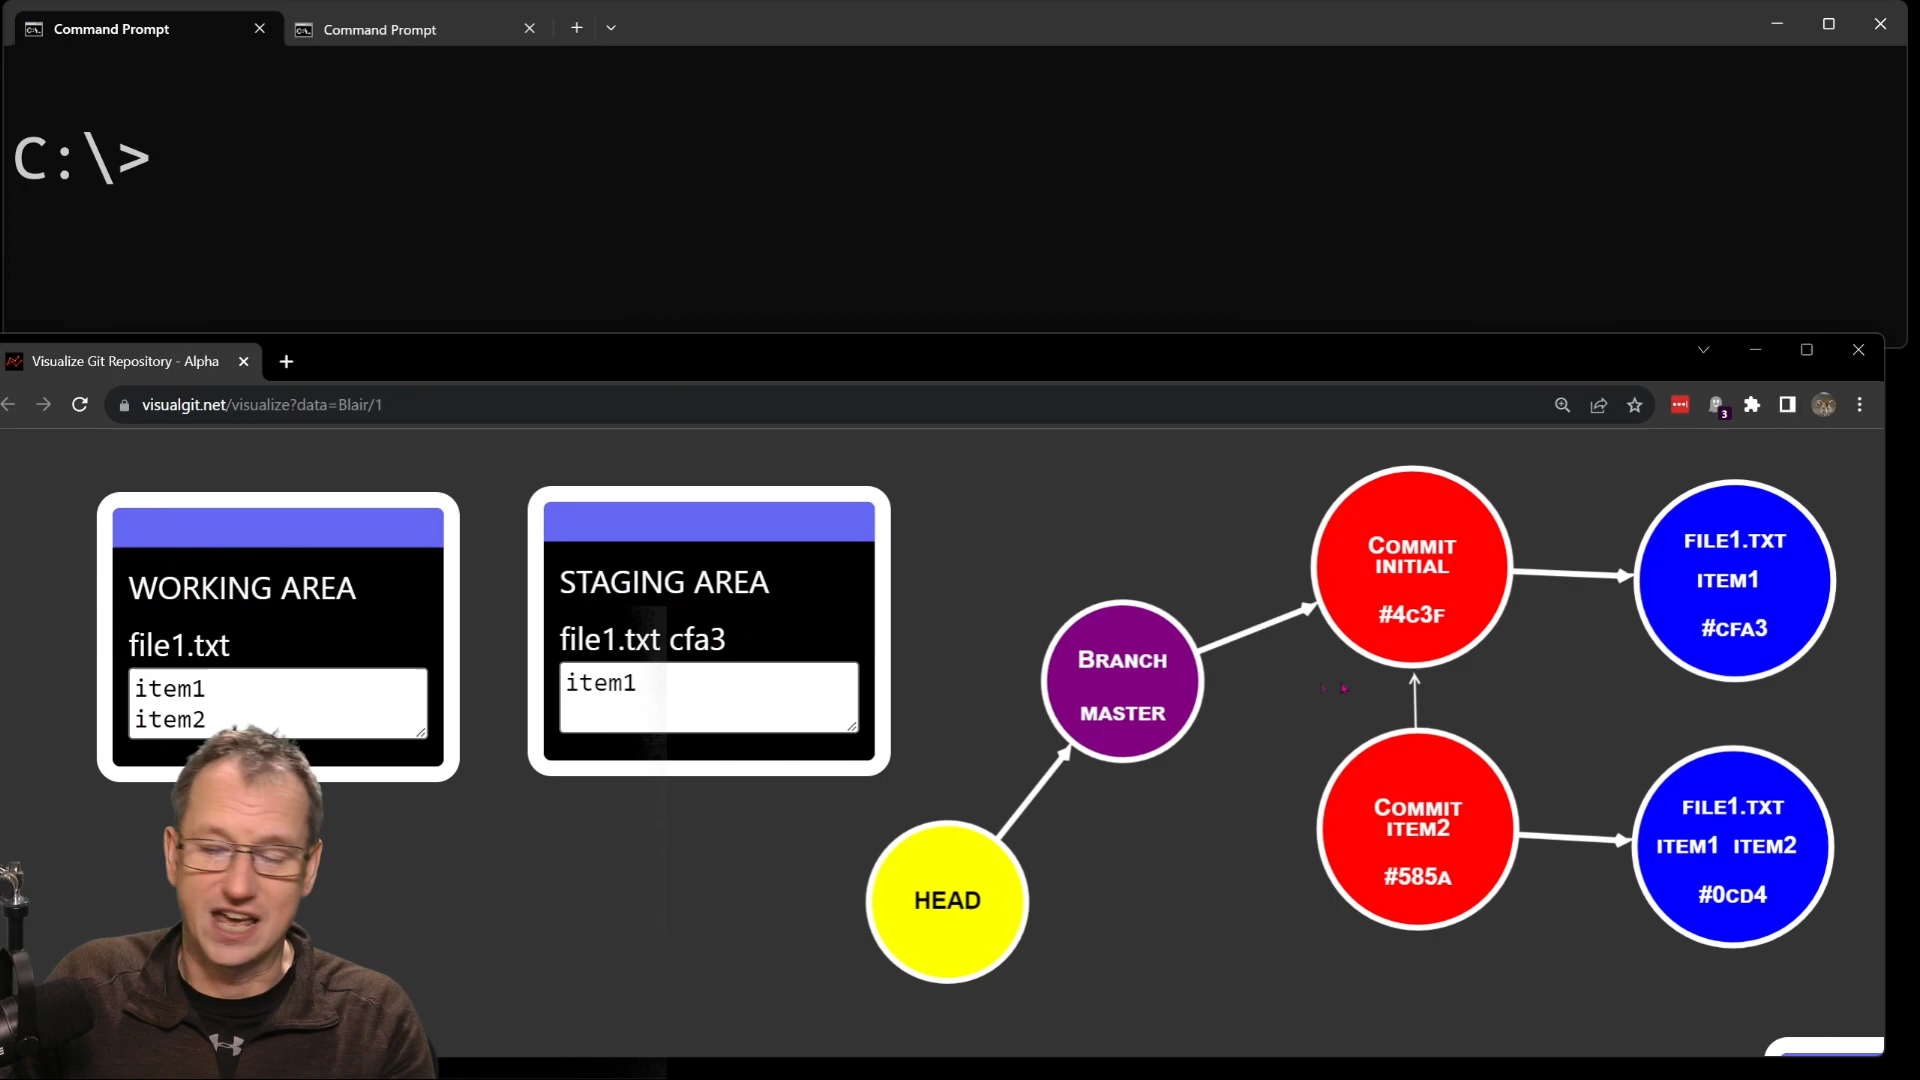 Command Prompt
Command Prompt
C:\>
Visualize Git Repository - Alpha
visualgit.net/visualize?data=Blair/1
3
WORKING AREA
file1.txt
item1
item2
STAGING AREA
file1.txt cfa3
item1
HEAD
BRANCH
MASTER
COMMIT
INITIAL
#4C3F
FILE1.TXT
ITEM1
#CFA3
COMMIT
ITEM2
#585A
FILE1.TXT
ITEM1 ITEM2
#0CD4